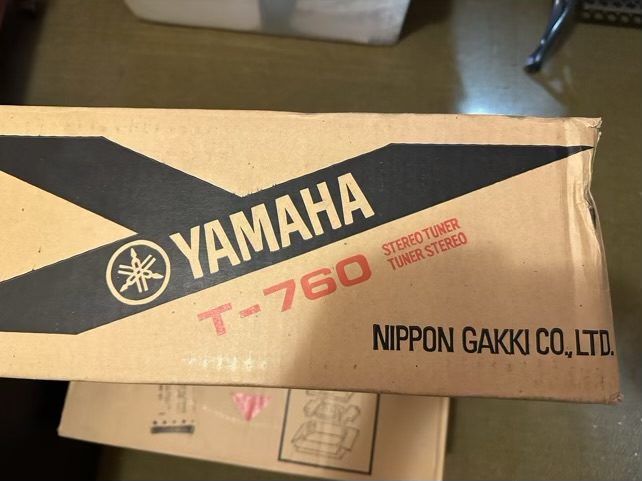 YAMAHA
T-760
STEREO TUNER
TUNER STEREO
NIPPON GAKKI CO., LTD.